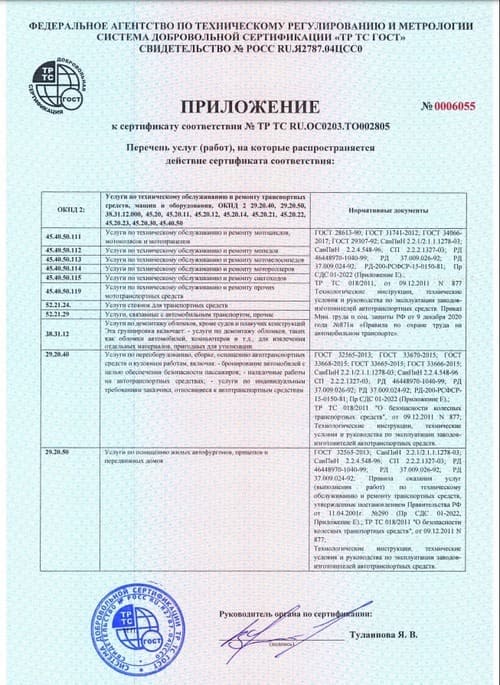 ФЕДЕРАЛЬНОЕ АГЕНТСТВО ПО ТЕХНИЧЕСКОМУ РЕГУЛИРОВАНИЮ И МЕТРОЛОГИИ
СИСТЕМА ДОБРОВОЛЬНОЙ СЕРТИФИКАЦИИ «ТР ТС ГОСТ»
СВИДЕТЕЛЬСТВО № РОСС RU.Я2787.04ЦСС0
ДОБРОВОЛЬНАЯ СЕРТИФИКАЦИЯ
ТР
ТС
ГОСТ
ПРИЛОЖЕНИЕ
№0006055
к сертификату соответствия № ТР ТС RU.ОС0203.ТО002805
Перечень услуг (работ), на которые распространяется
действие сертификата соответствия:
ОКПД 2:
Услуги по техническому обслуживанию и ремонту транспортных
средств, машин и оборудования, ОКПД 2 29.20.40, 29.20.50,
38.31.12.000, 45.20, 45.20.11, 45.20.12, 45.20.14, 45.20.21, 45.20.22,
45.20.23, 45.20.30, 45.40.50
Нормативные документы
45.40.50.111
Услуги по техническому обслуживанию и ремонту мотоциклов,
мотоколясок и мотоприцепов
45.40.50.112
Услуги по техническому обслуживанию и ремонту мопедов
45.40.50.113
Услуги по техническому обслуживанию и ремонту мотовелосипедов
45.40.50.114
Услуги по техническому обслуживанию и ремонту мотороллеров
45.40.50.115
Услуги по техническому обслуживанию и ремонту снегоходов
45.40.50.119
Услуги по техническому обслуживанию и ремонту прочих
мототранспортных средств
52.21.24.
Услуги стоянок для транспортных средств
52.21.29
Услуги, связанные с автомобильным транспортом, прочие
38.31.12
Услуги по демонтажу обломков, кроме судов и плавучих конструкций
Эта группировка включает: - услуги по демонтажу обломков, таких
как обломки автомобилей, компьютеров и т.д., для извлечения
отдельных материалов, пригодных для утилизации
ГОСТ 28613-90; ГОСТ 31741-2012; ГОСТ 34066-
2017; ГОСТ 29307-92; СанПиН 2.2.1/2.1.1.1278-03;
СанПиН 2.2.4.548-96; СП 2.2.2.1327-03; РД
46448970-1040-99; РД 37.009.026-92; РД
37.009.024-92; РД-200-РСФСР-15-0150-81; Пр
СДС 01-2022 (Приложение Е).;
ТР ТС 018/2011, от 09.12.2011 N 877
Технологические инструкции, технические
условия и руководства по эксплуатации заводов-
изготовителей автотранспортных средств. Приказ
Мин. труда и соц. защиты РФ от 9 декабря 2020
года №871н «Правила по охране труда на
автомобильном транспорте».
29.20.40
Услуги по переоборудованию, сборке, оснащению автотранспортных
средств и кузовным работам, включая: - бронирование автомобилей с
целью обеспечения безопасности пассажиров; - наладочные работы
на автотранспортных средствах; - услуги по индивидуальным
требованиям заказчика, относящиеся к автотранспортным средствам
ГОСТ 32565-2013; ГОСТ 33670-2015; ГОСТ
33668-2015; ГОСТ 33665-2015; ГОСТ 33666-2015;
СанПиН 2.2.1/2.1.1.1278-03; СанПиН 2.2.4.548-96
СП 2.2.2.1327-03; РД 46448970-1040-99; РД
37.009.026-92; РД 37.009.024-92; РД-200-РСФСР-
15-0150-81; Пр СДС 01-2022 (Приложение Е).;
ТР ТС 018/2011 "О безопасности колесных
транспортных средств", от 09.12.2011 N 877;
Технологические инструкции, технические
условия и руководства по эксплуатации заводов-
изготовителей автотранспортных средств.
29.20.50
Услуги по оснащению жилых автофургонов, прицепов и
передвижных домов
ГОСТ 32565-2013; СанПиН 2.2.1/2.1.1.1278-03;
СанПиН 2.2.4.548-96, СП 2.2.2.1327-03; РД
46448970-1040-99, РД 37.009.026-92; РД
37.009.024-92; Правила оказания услуг
(выполнения работ) по техническому
обслуживанию и ремонту транспортных средств,
утвержденные постановлением Правительства РФ
от 11.04.2001г. №290 (Пр СДС 01-2022,
Приложение Е).; ТР ТС 018/2011 "О безопасности
колесных транспортных средств", от 09.12.2011 N
877;
Технологические инструкции, технические
условия и руководства по эксплуатации заводов-
изготовителей автотранспортных средств.
Руководитель органа по сертификации:
Тулаинова Я. В.
(подпись)
СИСТЕМА ДОБРОВОЛЬНОЙ СЕРТИФИКАЦИИ ТР ТС ГОСТ
СВИДЕТЕЛЬСТВО № РОСС RU.Я2787.04ЦСС0
ТР
ТС
ГОСТ